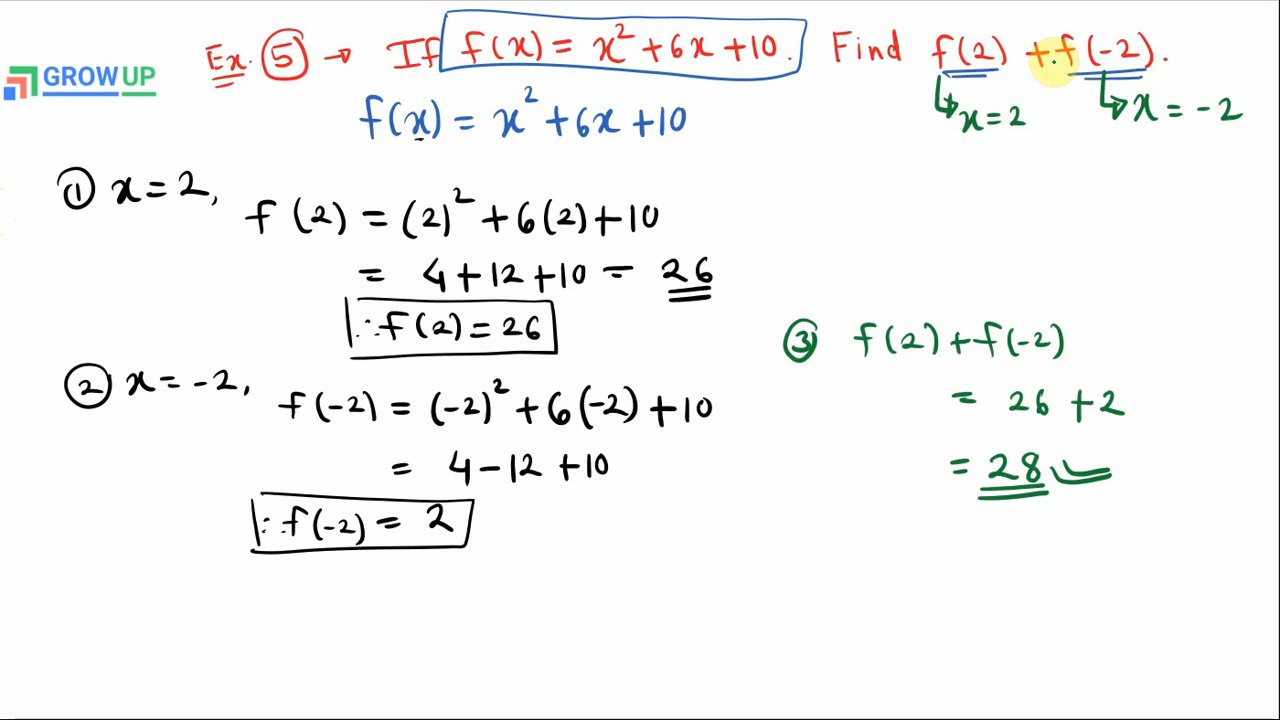 GROW UP
Ex. 5 → If f(x) = x² + 6x + 10. Find f(2) + f(-2).
f(x) = x² + 6x + 10
x = 2
x = -2
① x = 2,
f(2) = (2)² + 6(2) + 10
= 4 + 12 + 10 = 26
∴ f(2) = 26
② x = -2,
f(-2) = (-2)² + 6(-2) + 10
= 4 - 12 + 10
∴ f(-2) = 2
③ f(2) + f(-2)
= 26 + 2
= 28